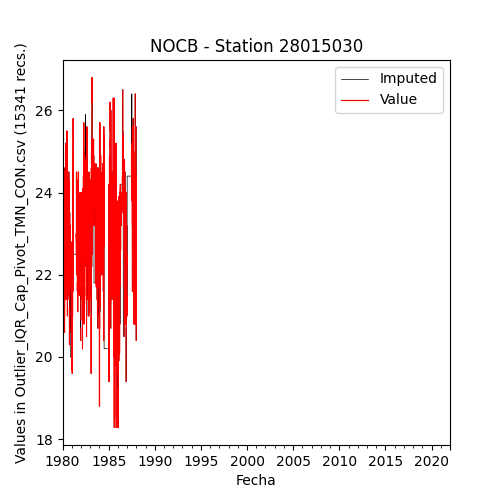 NOCB - Station 28015030
Values in Outlier_IQR_Cap_Pivot_TMN_CON.csv (15341 recs.)
Imputed
Value
26
24
22
20
18
1980 1985 1990 1995 2000 2005 2010 2015 2020
Fecha